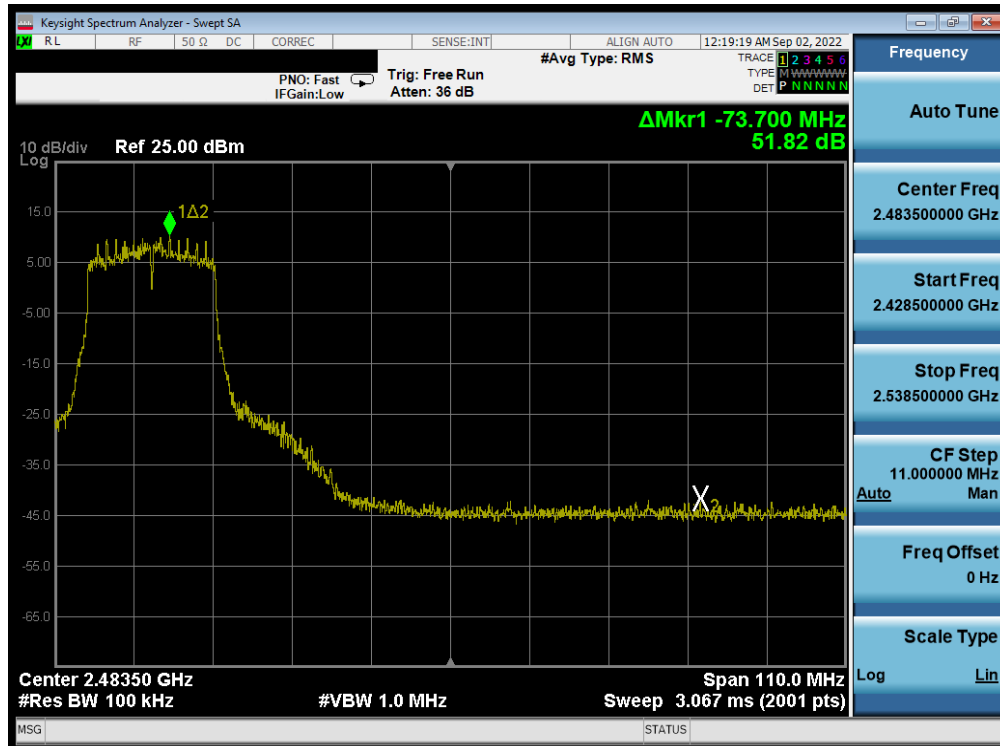 Keysight Spectrum Analyzer - Swept SA
LXI RL RF 50 Ω DC CORREC SENSE:INT ALIGN AUTO 12:19:19 AM Sep 02, 2022
PNO: Fast
IFGain:Low
Trig: Free Run
Atten: 36 dB
#Avg Type: RMS
TRACE 1 2 3 4 5 6
TYPE M WWWWW
DET P N N N N N
ΔMkr1 -73.700 MHz
51.82 dB
10 dB/div
Log
Ref 25.00 dBm
15.0
5.00
-5.00
-15.0
-25.0
-35.0
-45.0
-55.0
-65.0
1Δ2
X2
Center 2.48350 GHz
#Res BW 100 kHz
#VBW 1.0 MHz
Span 110.0 MHz
Sweep 3.067 ms (2001 pts)
MSG
STATUS
Frequency
Auto Tune
Center Freq
2.483500000 GHz
Start Freq
2.428500000 GHz
Stop Freq
2.538500000 GHz
CF Step
11.000000 MHz
Auto Man
Freq Offset
0 Hz
Scale Type
Log Lin